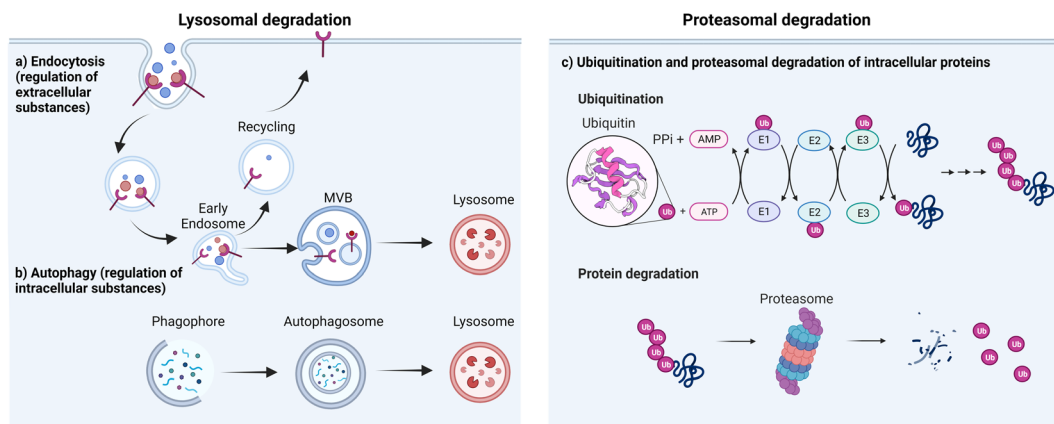 Lysosomal degradation
a) Endocytosis
(regulation of
extracellular
substances)
Recycling
Early
Endosome
MVB
Lysosome
b) Autophagy (regulation of
intracellular substances)
Phagophore
Autophagosome
Lysosome
Proteasomal degradation
c) Ubiquitination and proteasomal degradation of intracellular proteins
Ubiquitination
Ubiquitin
PPi + AMP
Ub
E1
E2
Ub
E3
Ub + ATP
E1
E2
Ub
E3
Ub
Ub
Ub
Ub
Ub
Protein degradation
Proteasome
Ub
Ub
Ub
Ub
Ub
Ub
Ub
Ub